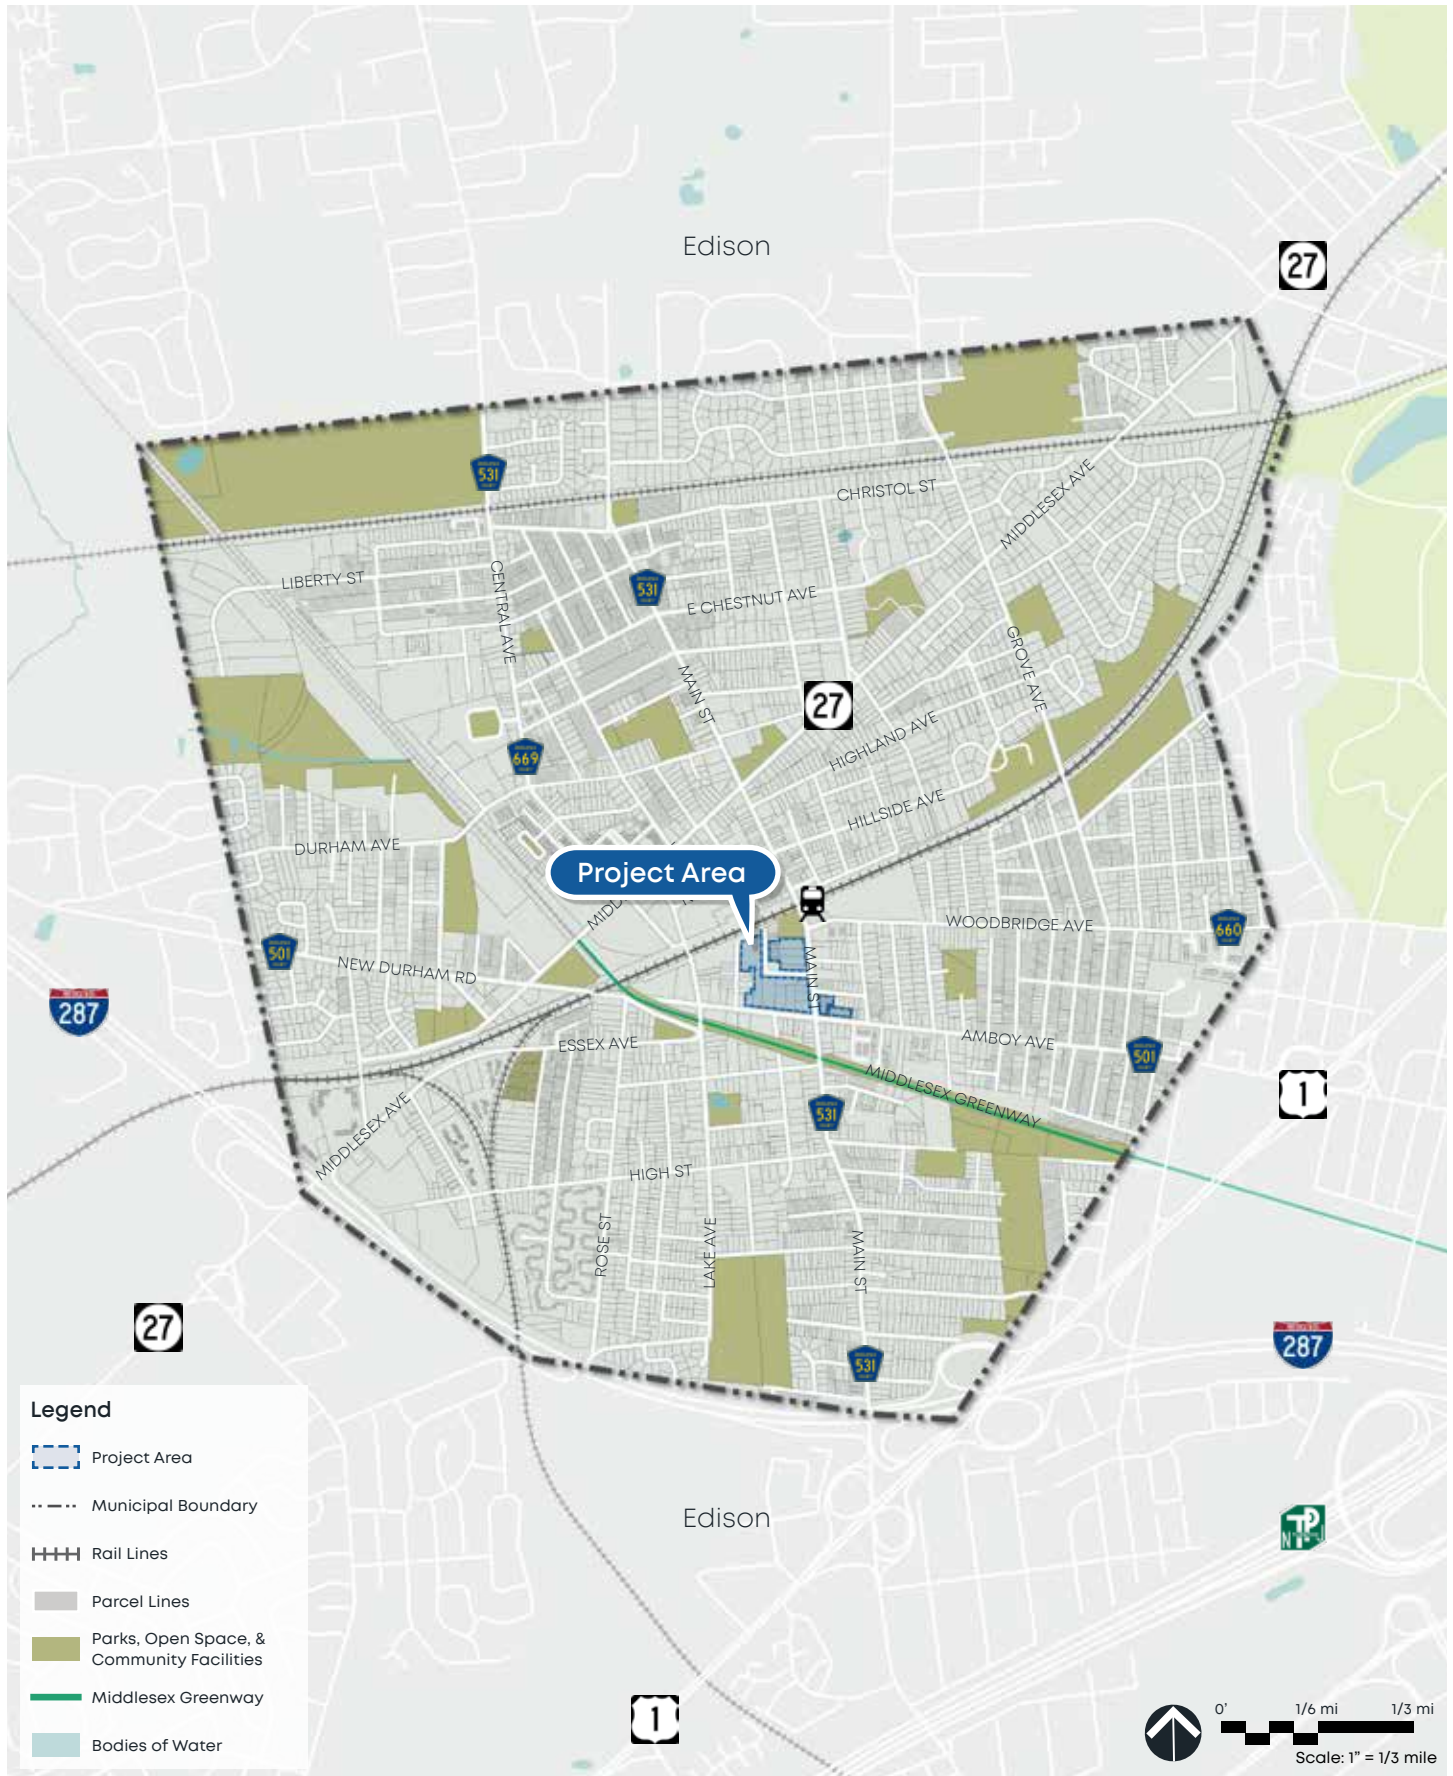 Edison
27
531
CHRISTOL ST
MIDDLESEX AVE
LIBERTY ST
CENTRAL AVE
531
E CHESTNUT AVE
GROVE AVE
MAIN ST
27
HIGHLAND AVE
669
HILLSIDE AVE
DURHAM AVE
Project Area
MIDD
WOODBRIDGE AVE
660
501
NEW DURHAM RD
MAIN ST
287
ESSEX AVE
AMBOY AVE
501
MIDDLESEX GREENWAY
1
MIDDLESEX AVE
531
HIGH ST
ROSE ST
LAKE AVE
MAIN ST
27
287
531
Legend
Project Area
Municipal Boundary
Rail Lines
Parcel Lines
Parks, Open Space, &
Community Facilities
Middlesex Greenway
Bodies of Water
Edison
N TP
1
0' 1/6 mi 1/3 mi
Scale: 1" = 1/3 mile